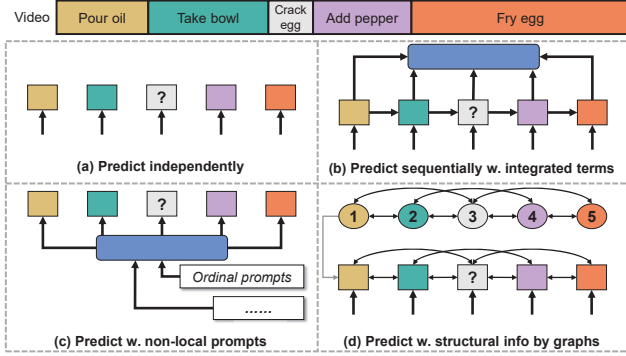 Video Pour oil Take bowl Crack egg Add pepper Fry egg
?
(a) Predict independently
?
(b) Predict sequentially w. integrated terms
?
Ordinal prompts
......
(c) Predict w. non-local prompts
1 2 3 4 5
?
(d) Predict w. structural info by graphs